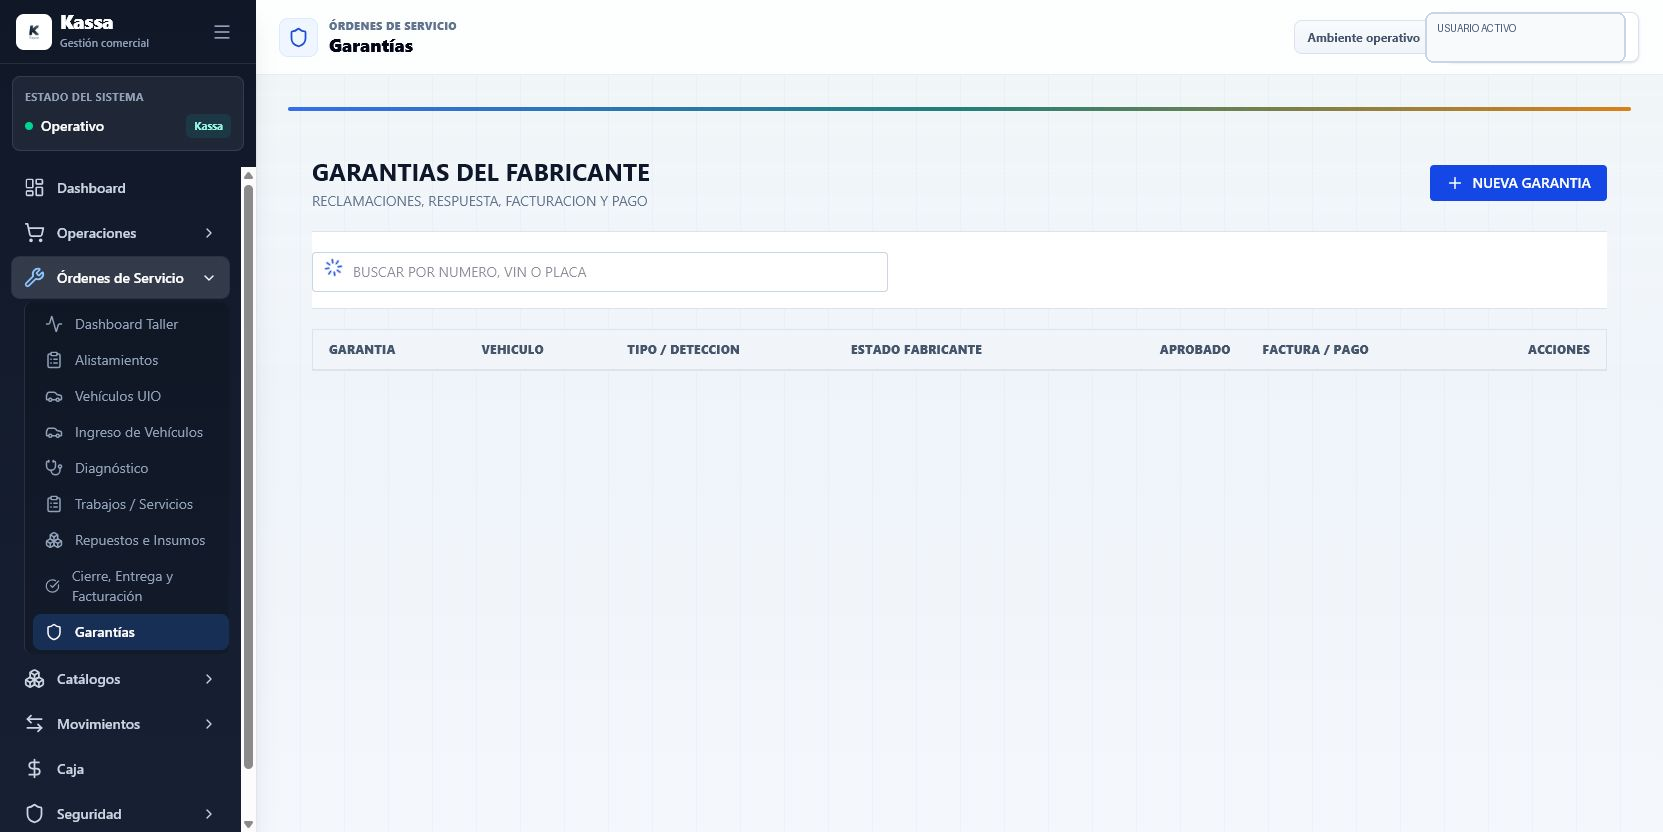 Kassa
Gestión comercial
ESTADO DEL SISTEMA
Operativo
Kassa
Dashboard
Operaciones
Órdenes de Servicio
Dashboard Taller
Alistamientos
Vehículos UIO
Ingreso de Vehículos
Diagnóstico
Trabajos / Servicios
Repuestos e Insumos
Cierre, Entrega y
Facturación
Garantías
Catálogos
Movimientos
Caja
Seguridad
ÓRDENES DE SERVICIO
Garantías
Ambiente operativo
USUARIO ACTIVO
GARANTIAS DEL FABRICANTE
RECLAMACIONES, RESPUESTA, FACTURACION Y PAGO
NUEVA GARANTIA
BUSCAR POR NUMERO, VIN O PLACA
GARANTIA VEHICULO TIPO / DETECCION ESTADO FABRICANTE APROBADO FACTURA / PAGO ACCIONES